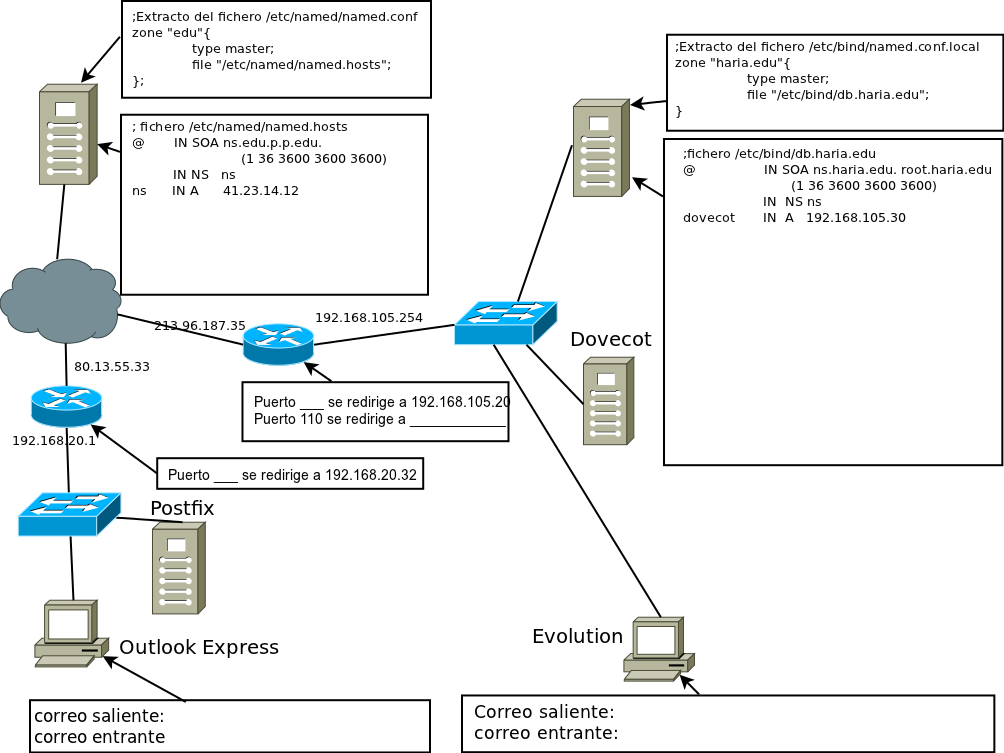 ;Extracto del fichero /etc/named/named.conf
zone "edu"{
type master;
file "/etc/named/named.hosts";
};
;Extracto del fichero /etc/bind/named.conf.local
zone "haria.edu"{
type master;
file "/etc/bind/db.haria.edu";
}
; fichero /etc/named/named.hosts
@ IN SOA ns.edu.p.p.edu.
(1 36 3600 3600 3600)
IN NS ns
ns IN A 41.23.14.12
;fichero /etc/bind/db.haria.edu
@ IN SOA ns.haria.edu. root.haria.edu
(1 36 3600 3600 3600)
IN NS ns
dovecot IN A 192.168.105.30
213.96.187.35
192.168.105.254
Dovecot
80.13.55.33
Puerto ___ se redirige a 192.168.105.20
Puerto 110 se redirige a ____________
192.168.20.1
Puerto ___ se redirige a 192.168.20.32
Postfix
Outlook Express
Evolution
correo saliente:
correo entrante
Correo saliente:
correo entrante: